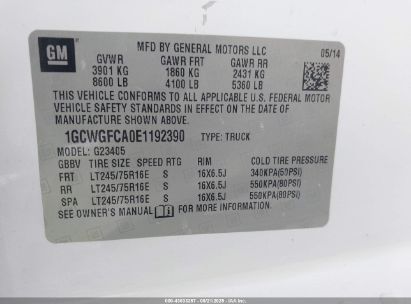 GM
MFD BY GENERAL MOTORS LLC
05/14
GVWR GAWR FRT GAWR RR
3901 KG 1860 KG 2431 KG
8600 LB 4100 LB 5360 LB
THIS VEHICLE CONFORMS TO ALL APPLICABLE U.S. FEDERAL MOTOR
VEHICLE SAFETY STANDARDS IN EFFECT ON THE DATE OF
MANUFACTURE SHOWN ABOVE.
1GCWGFCA0E1192390 TYPE: TRUCK
MODEL: G23405
GBBV TIRE SIZE SPEED RTG RIM COLD TIRE PRESSURE
FRT LT245/75R16E S 16X6.5J 340KPA(50PSI)
RR LT245/75R16E S 16X6.5J 550KPA(80PSI)
SPA LT245/75R16E S 16X6.5J 550KPA(80PSI)
SEE OWNER'S MANUAL FOR MORE INFORMATION